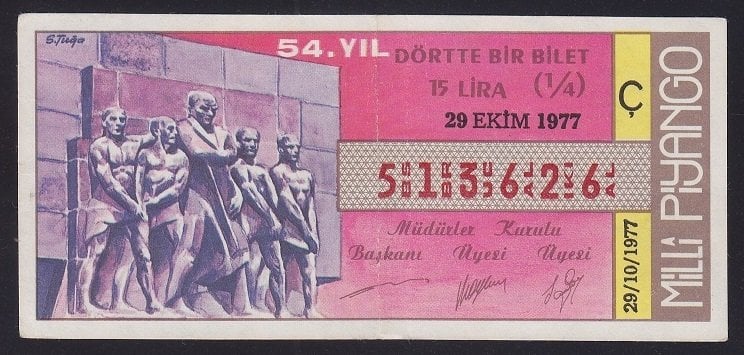 S.Tuğa
54. YIL
DÖRTTE BİR BİLET
15 LİRA (1/4)
29 EKİM 1977
5 1 3 6 2 6
Müdürler Kurulu
Başkanı Üyesi Üyesi
Ç
29/10/1977
MİLLİ PİYANGO